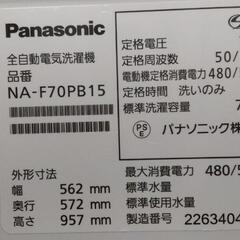 Panasonic
全自動電気洗濯機
品番
NA-F70PB15
外形寸法
幅 562 mm
奥行 572 mm
高さ 957 mm
定格電圧
定格周波数 50/
電動機定格消費電力 480/
定格時間 洗いのみ
標準洗濯容量 7
PS
E
パナソニック株
最大消費電力 480/5
標準水量
標準水量
製造番号 2263404